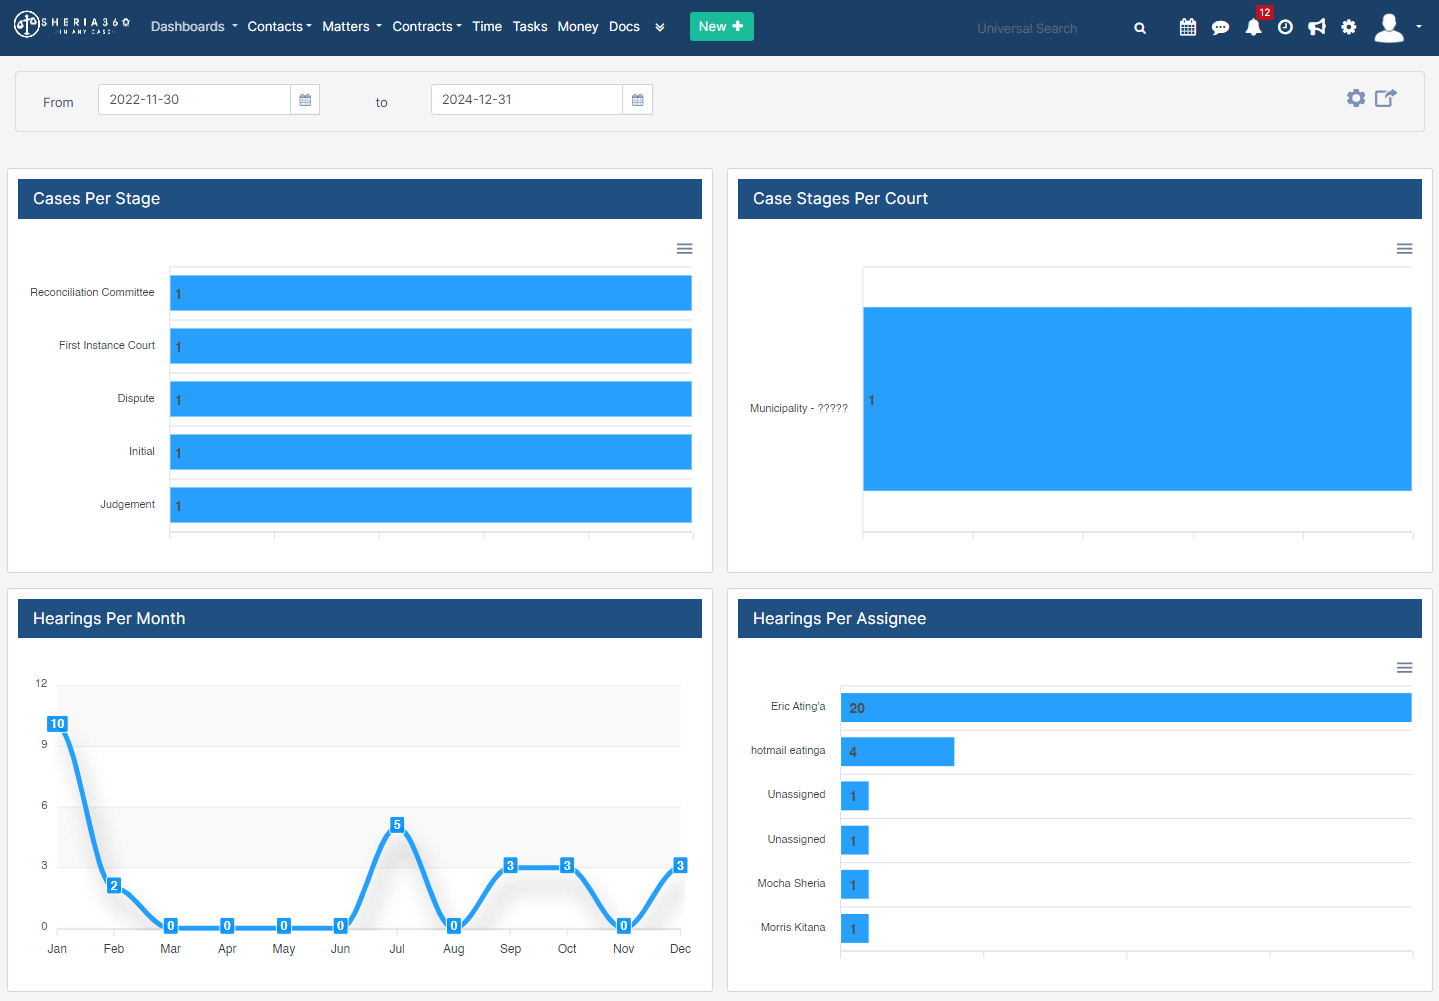 SHERIA360
IN ANY CASE
Dashboards Contacts Matters Contracts Time Tasks Money Docs New Universal Search 12
From 2022-11-30 to 2024-12-31
Cases Per Stage
Reconciliation Committee 1
First Instance Court 1
Dispute 1
Initial 1
Judgement 1
Case Stages Per Court
Municipality - ????? 1
Hearings Per Month
12
9
6
3
0
10 2 0 0 0 0 5 0 3 3 0 3
Jan Feb Mar Apr May Jun Jul Aug Sep Oct Nov Dec
Hearings Per Assignee
Eric Ating'a 20
hotmail eatinga 4
Unassigned 1
Unassigned 1
Mocha Sheria 1
Morris Kitana 1